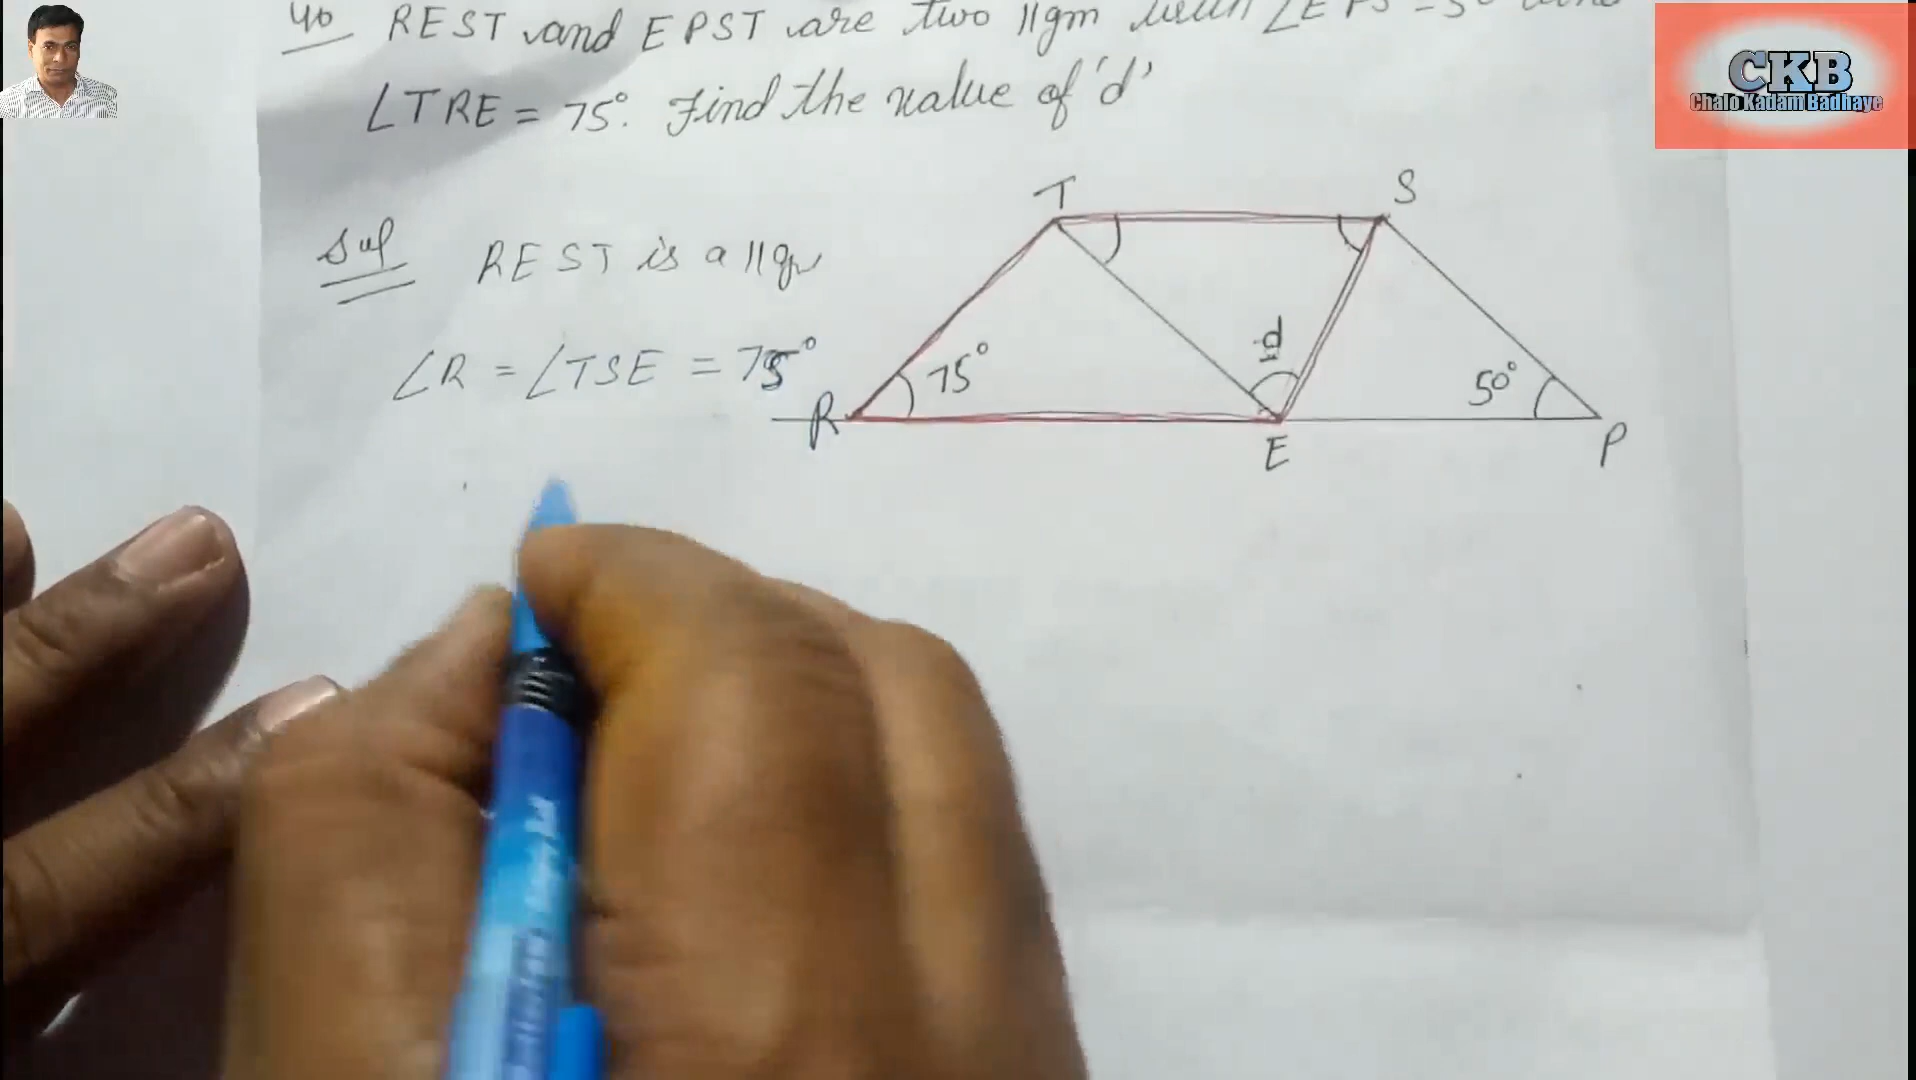 REST and EPST are two ||gm
∠TRE = 75°. Find the value of 'd'
Sol REST is a ||gm
∠R = ∠TSE = 75°
T
S
d
75°
50°
R
E
P
CKB
Chalo Kadam Badhaye